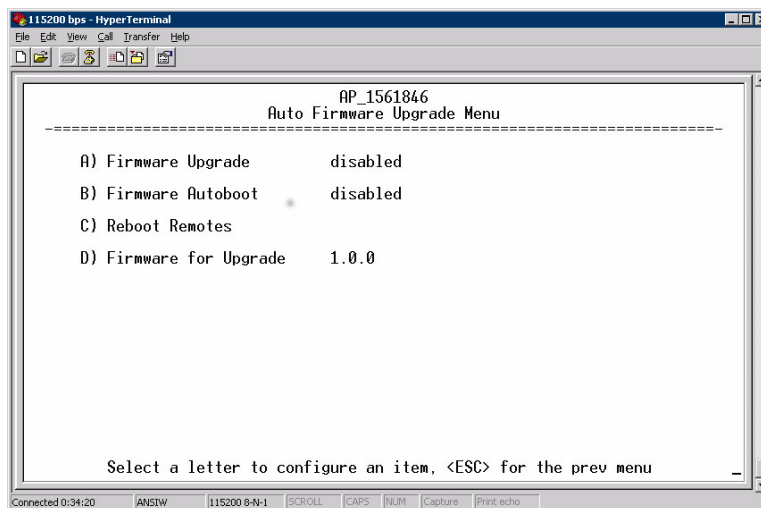 115200 bps - HyperTerminal
File Edit View Call Transfer Help
AP_1561846
Auto Firmware Upgrade Menu
-==========================================================================-
A) Firmware Upgrade disabled
B) Firmware Autoboot disabled
C) Reboot Remotes
D) Firmware for Upgrade 1.0.0
Select a letter to configure an item, <ESC> for the prev menu _
Connected 0:34:20 ANSIW 115200 8-N-1 SCROLL CAPS NUM Capture Print echo